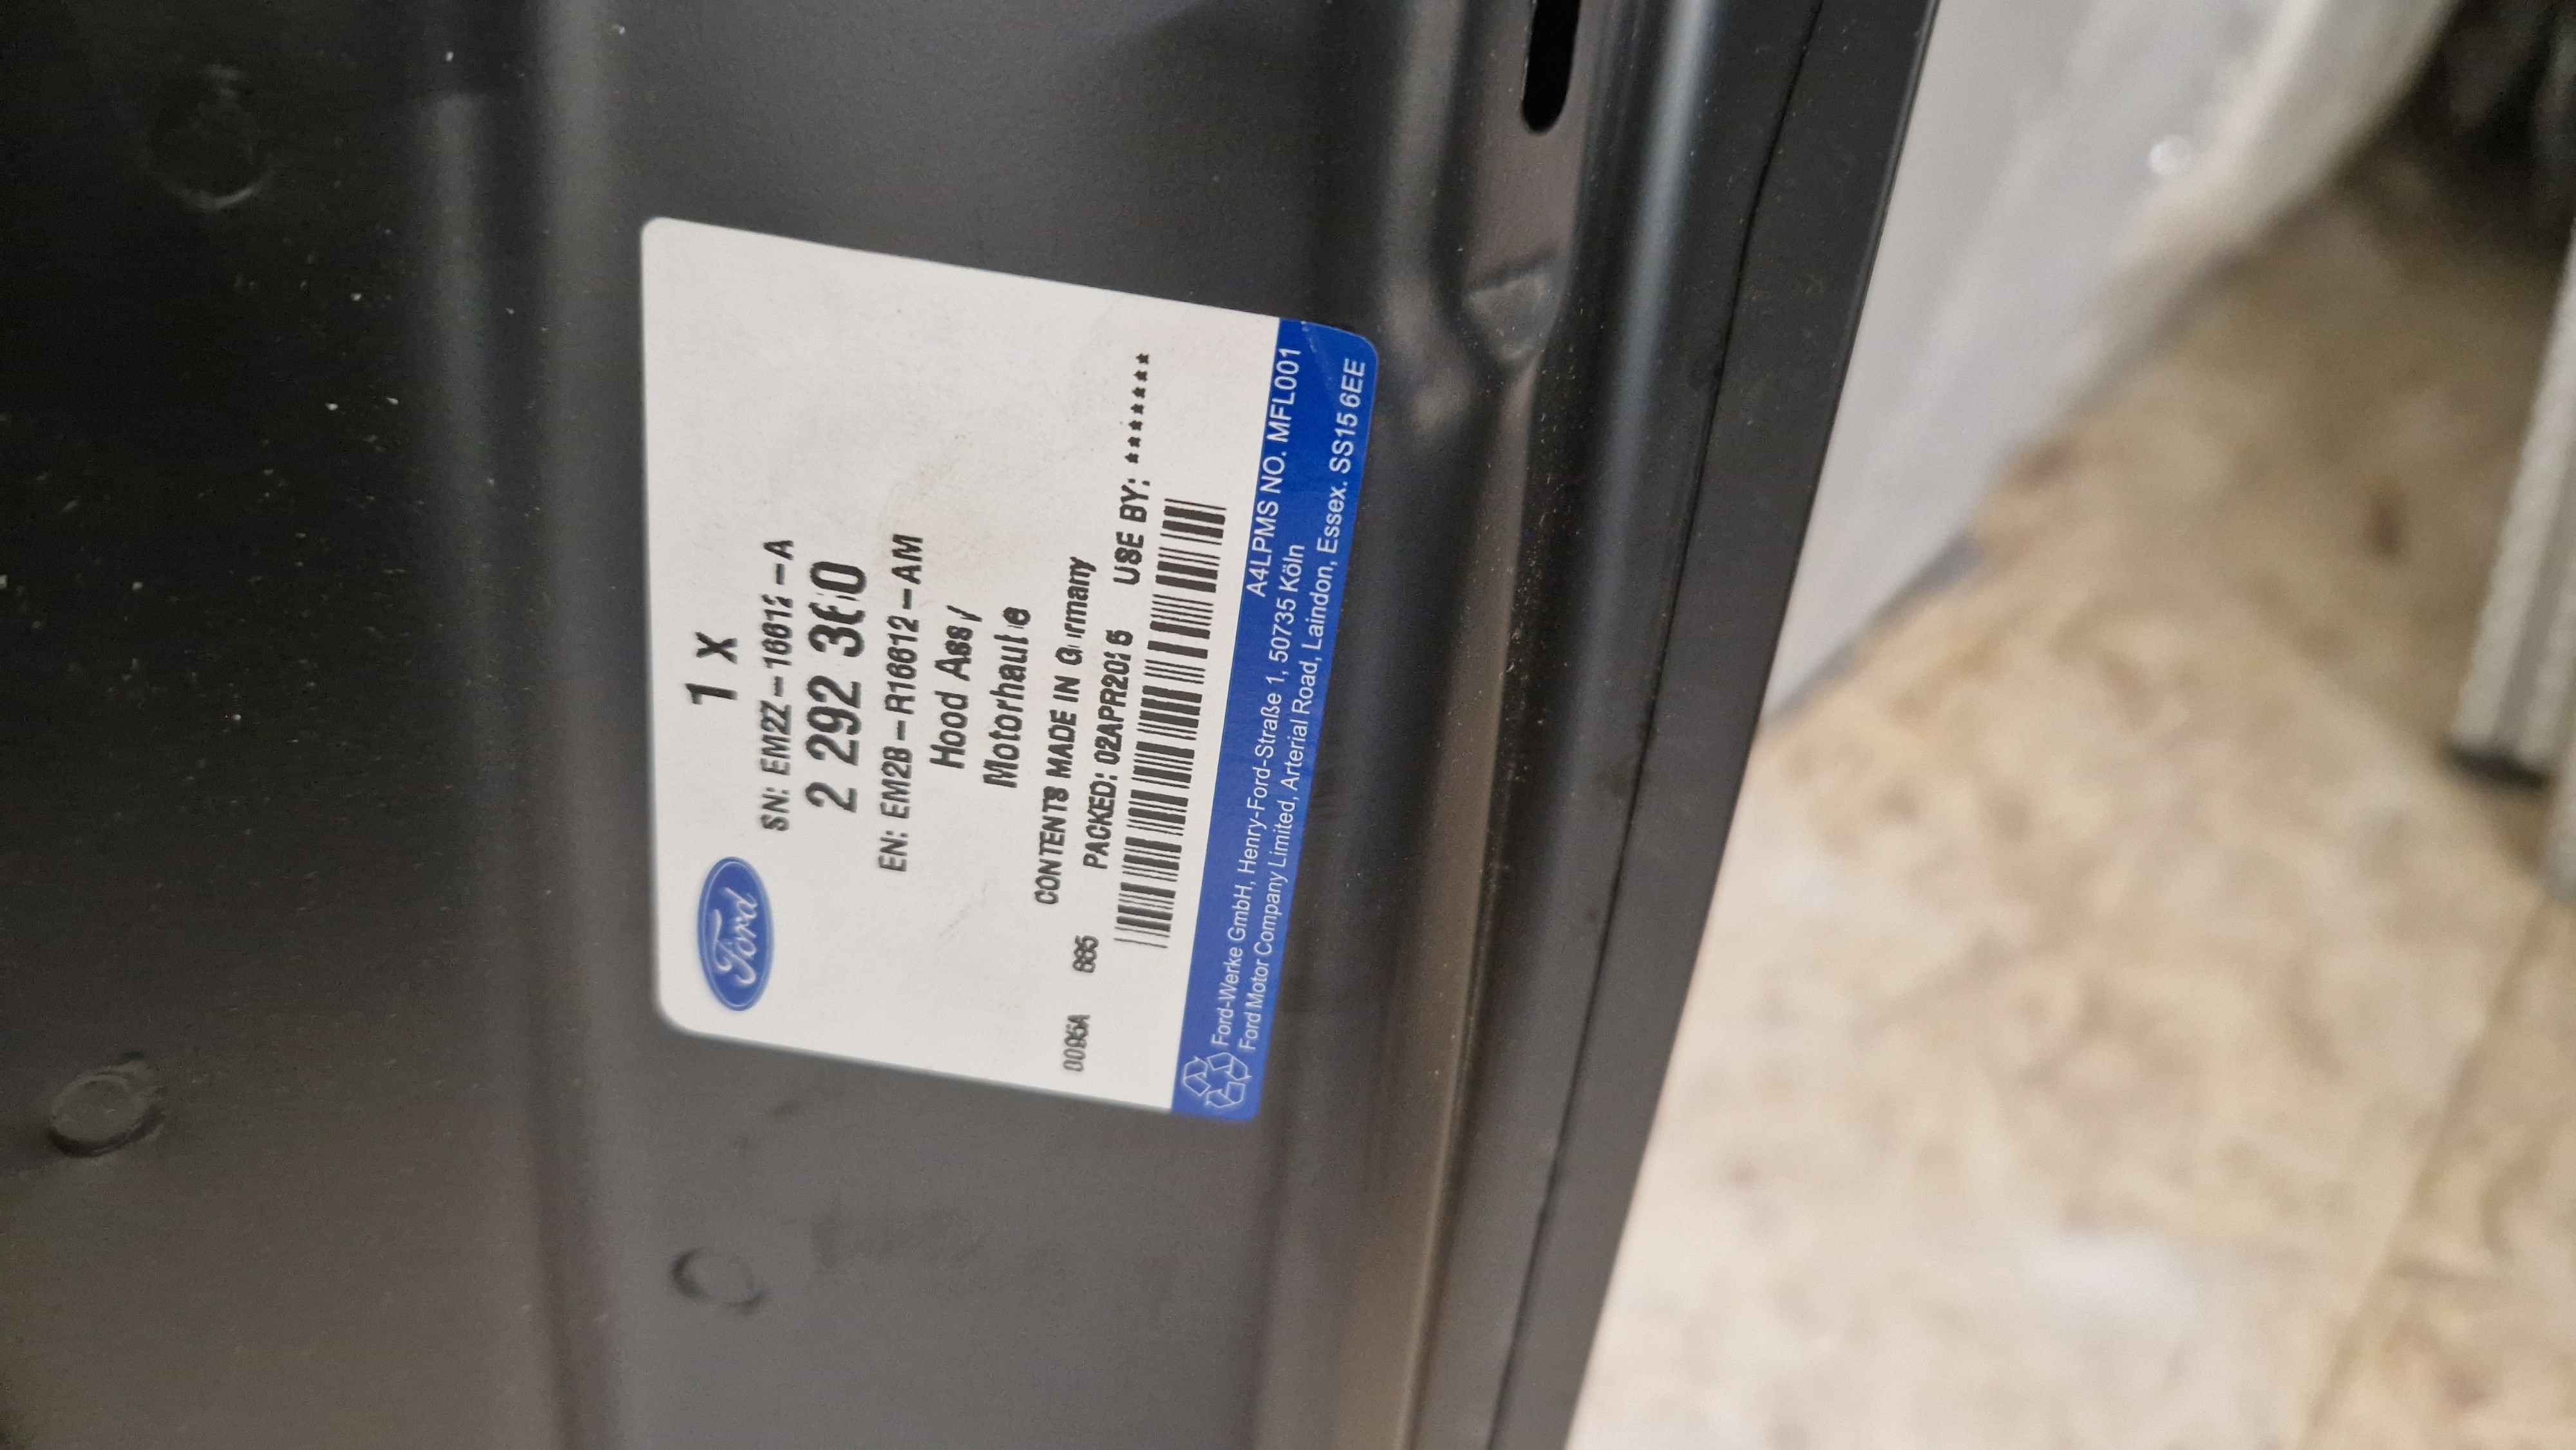 Ford
1 X
SN: EM2Z-16612-A
2 292 360
EN: EM2B-R16612-AM
Hood Assy
Motorhaube
CONTENTS MADE IN Germany
0095A 665 PACKED: 02APR2025 USE BY: ********
A4LPMS NO. MFL001
Ford-Werke GmbH, Henry-Ford-Straße 1, 50735 Köln
Ford Motor Company Limited, Arterial Road, Laindon, Essex. SS15 6EE